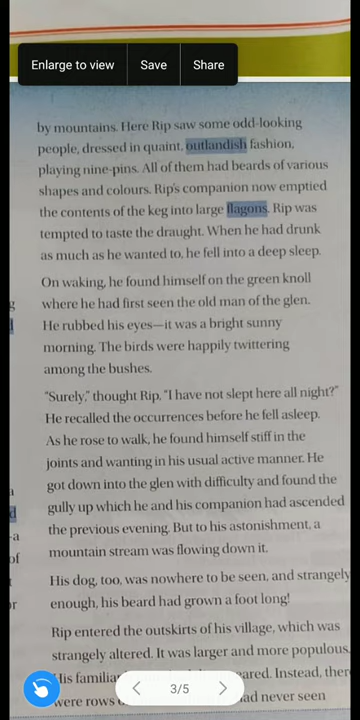 Enlarge to view Save Share
by mountains. Here Rip saw some odd-looking
people, dressed in quaint, outlandish fashion,
playing nine-pins. All of them had beards of various
shapes and colours. Rip's companion now emptied
the contents of the keg into large flagons. Rip was
tempted to taste the draught. When he had drunk
as much as he wanted to, he fell into a deep sleep.
On waking, he found himself on the green knoll
where he had first seen the old man of the glen.
He rubbed his eyes—it was a bright sunny
morning. The birds were happily twittering
among the bushes.
"Surely," thought Rip, "I have not slept here all night?"
He recalled the occurrences before he fell asleep.
As he rose to walk, he found himself stiff in the
joints and wanting in his usual active manner. He
got down into the glen with difficulty and found the
gully up which he and his companion had ascended
the previous evening. But to his astonishment, a
mountain stream was flowing down it.
His dog, too, was nowhere to be seen, and strangely
enough, his beard had grown a foot long!
Rip entered the outskirts of his village, which was
strangely altered. It was larger and more populous.
His Instead, ther
were rows had never seen
3/5